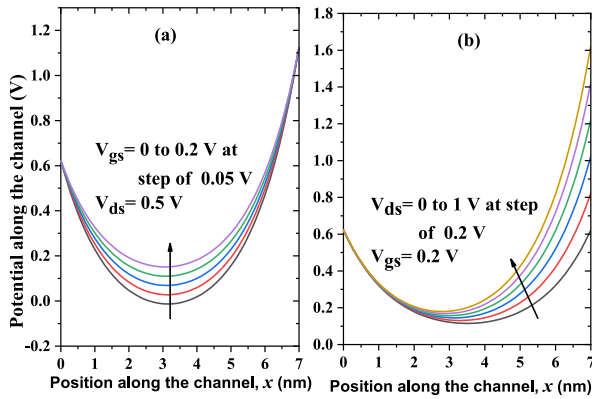 (a)
Potential along the channel (V)
1.2
1.0
0.8
0.6
0.4
0.2
0.0
-0.2
V_gs= 0 to 0.2 V at
step of 0.05 V
V_ds= 0.5 V
0 1 2 3 4 5 6 7
Position along the channel, x (nm)
(b)
1.8
1.6
1.4
1.2
1.0
0.8
0.6
0.4
0.2
0.0
V_ds= 0 to 1 V at step
of 0.2 V
V_gs= 0.2 V
0 1 2 3 4 5 6 7
Position along the channel, x (nm)